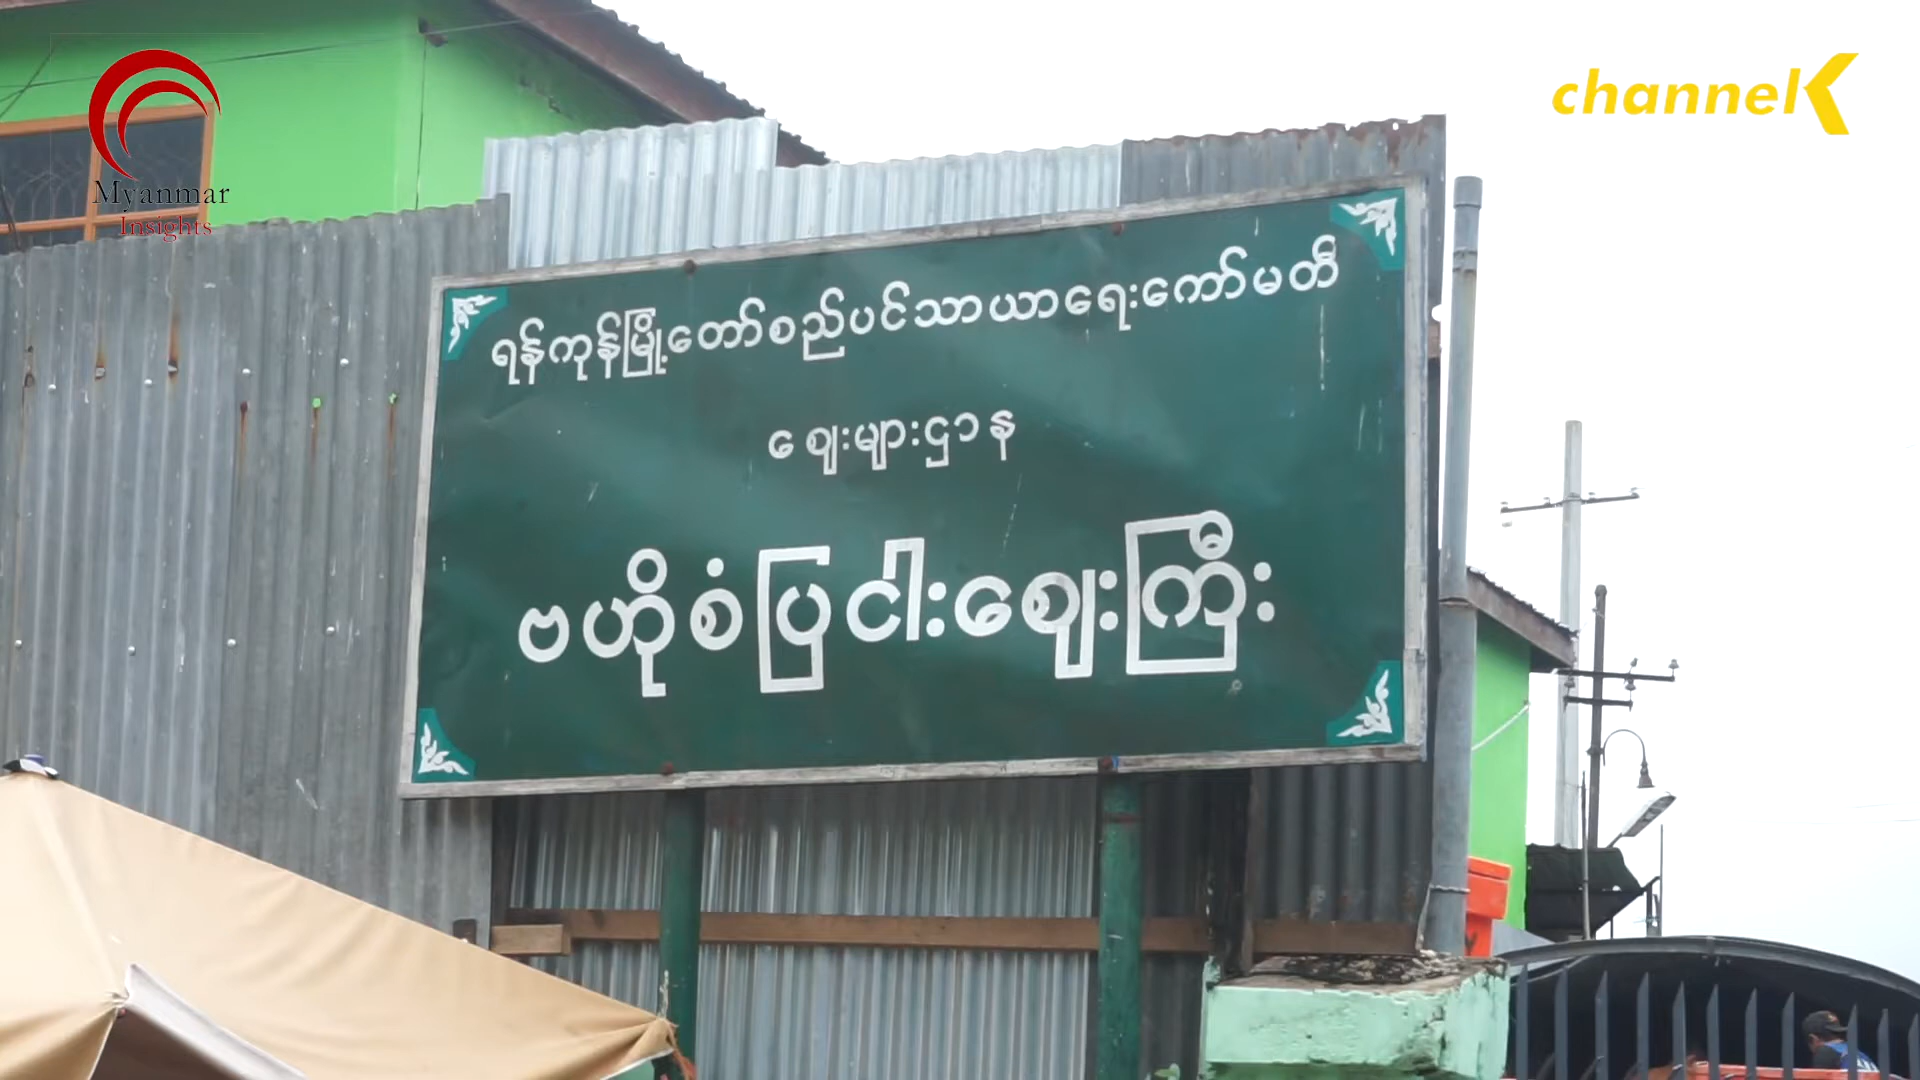 Myanmar
Insights
channelK
ရန်ကုန်မြို့တော်စည်ပင်သာယာရေးကော်မတီ
ဈေးများဌာန
ဗဟိုစံပြငါးဈေးကြီး